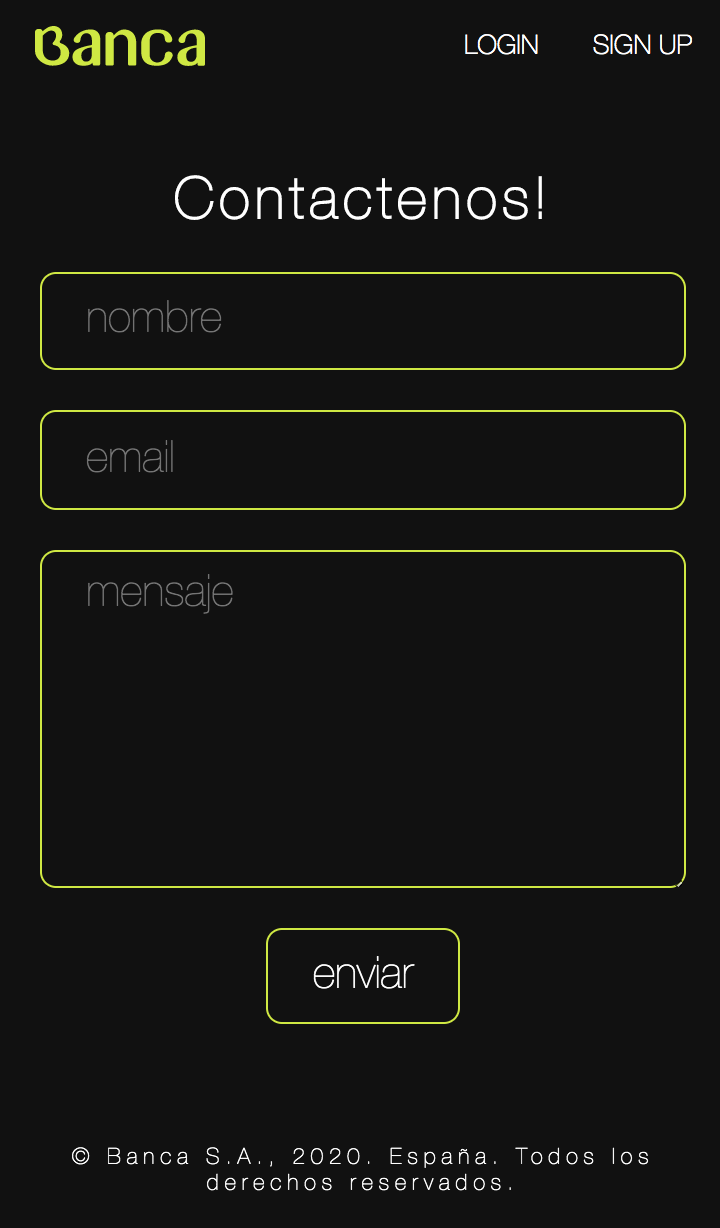 Banca LOGIN SIGN UP
Contactenos!
nombre
email
mensaje
enviar
© Banca S.A., 2020. España. Todos los
derechos reservados.